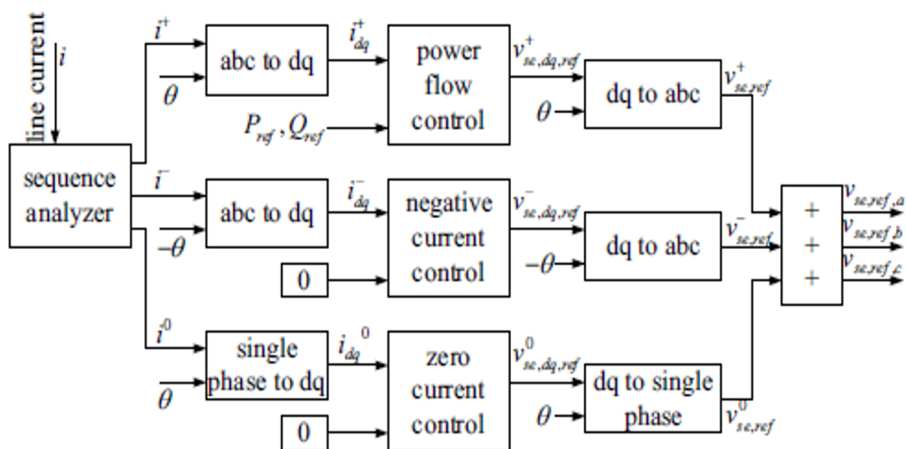 line current
i
sequence analyzer
i⁺
θ
abc to dq
i⁺dq
Pref , Qref
power flow control
v⁺se,dq,ref
θ
dq to abc
v⁺se,ref
i⁻
−θ
abc to dq
i⁻dq
0
negative current control
v⁻se,dq,ref
−θ
dq to abc
v⁻se,ref
+
+
+
vse,ref,a
vse,ref,b
vse,ref,c
i⁰
θ
single phase to dq
idq⁰
0
zero current control
v⁰se,dq,ref
θ
dq to single phase
v⁰se,ref